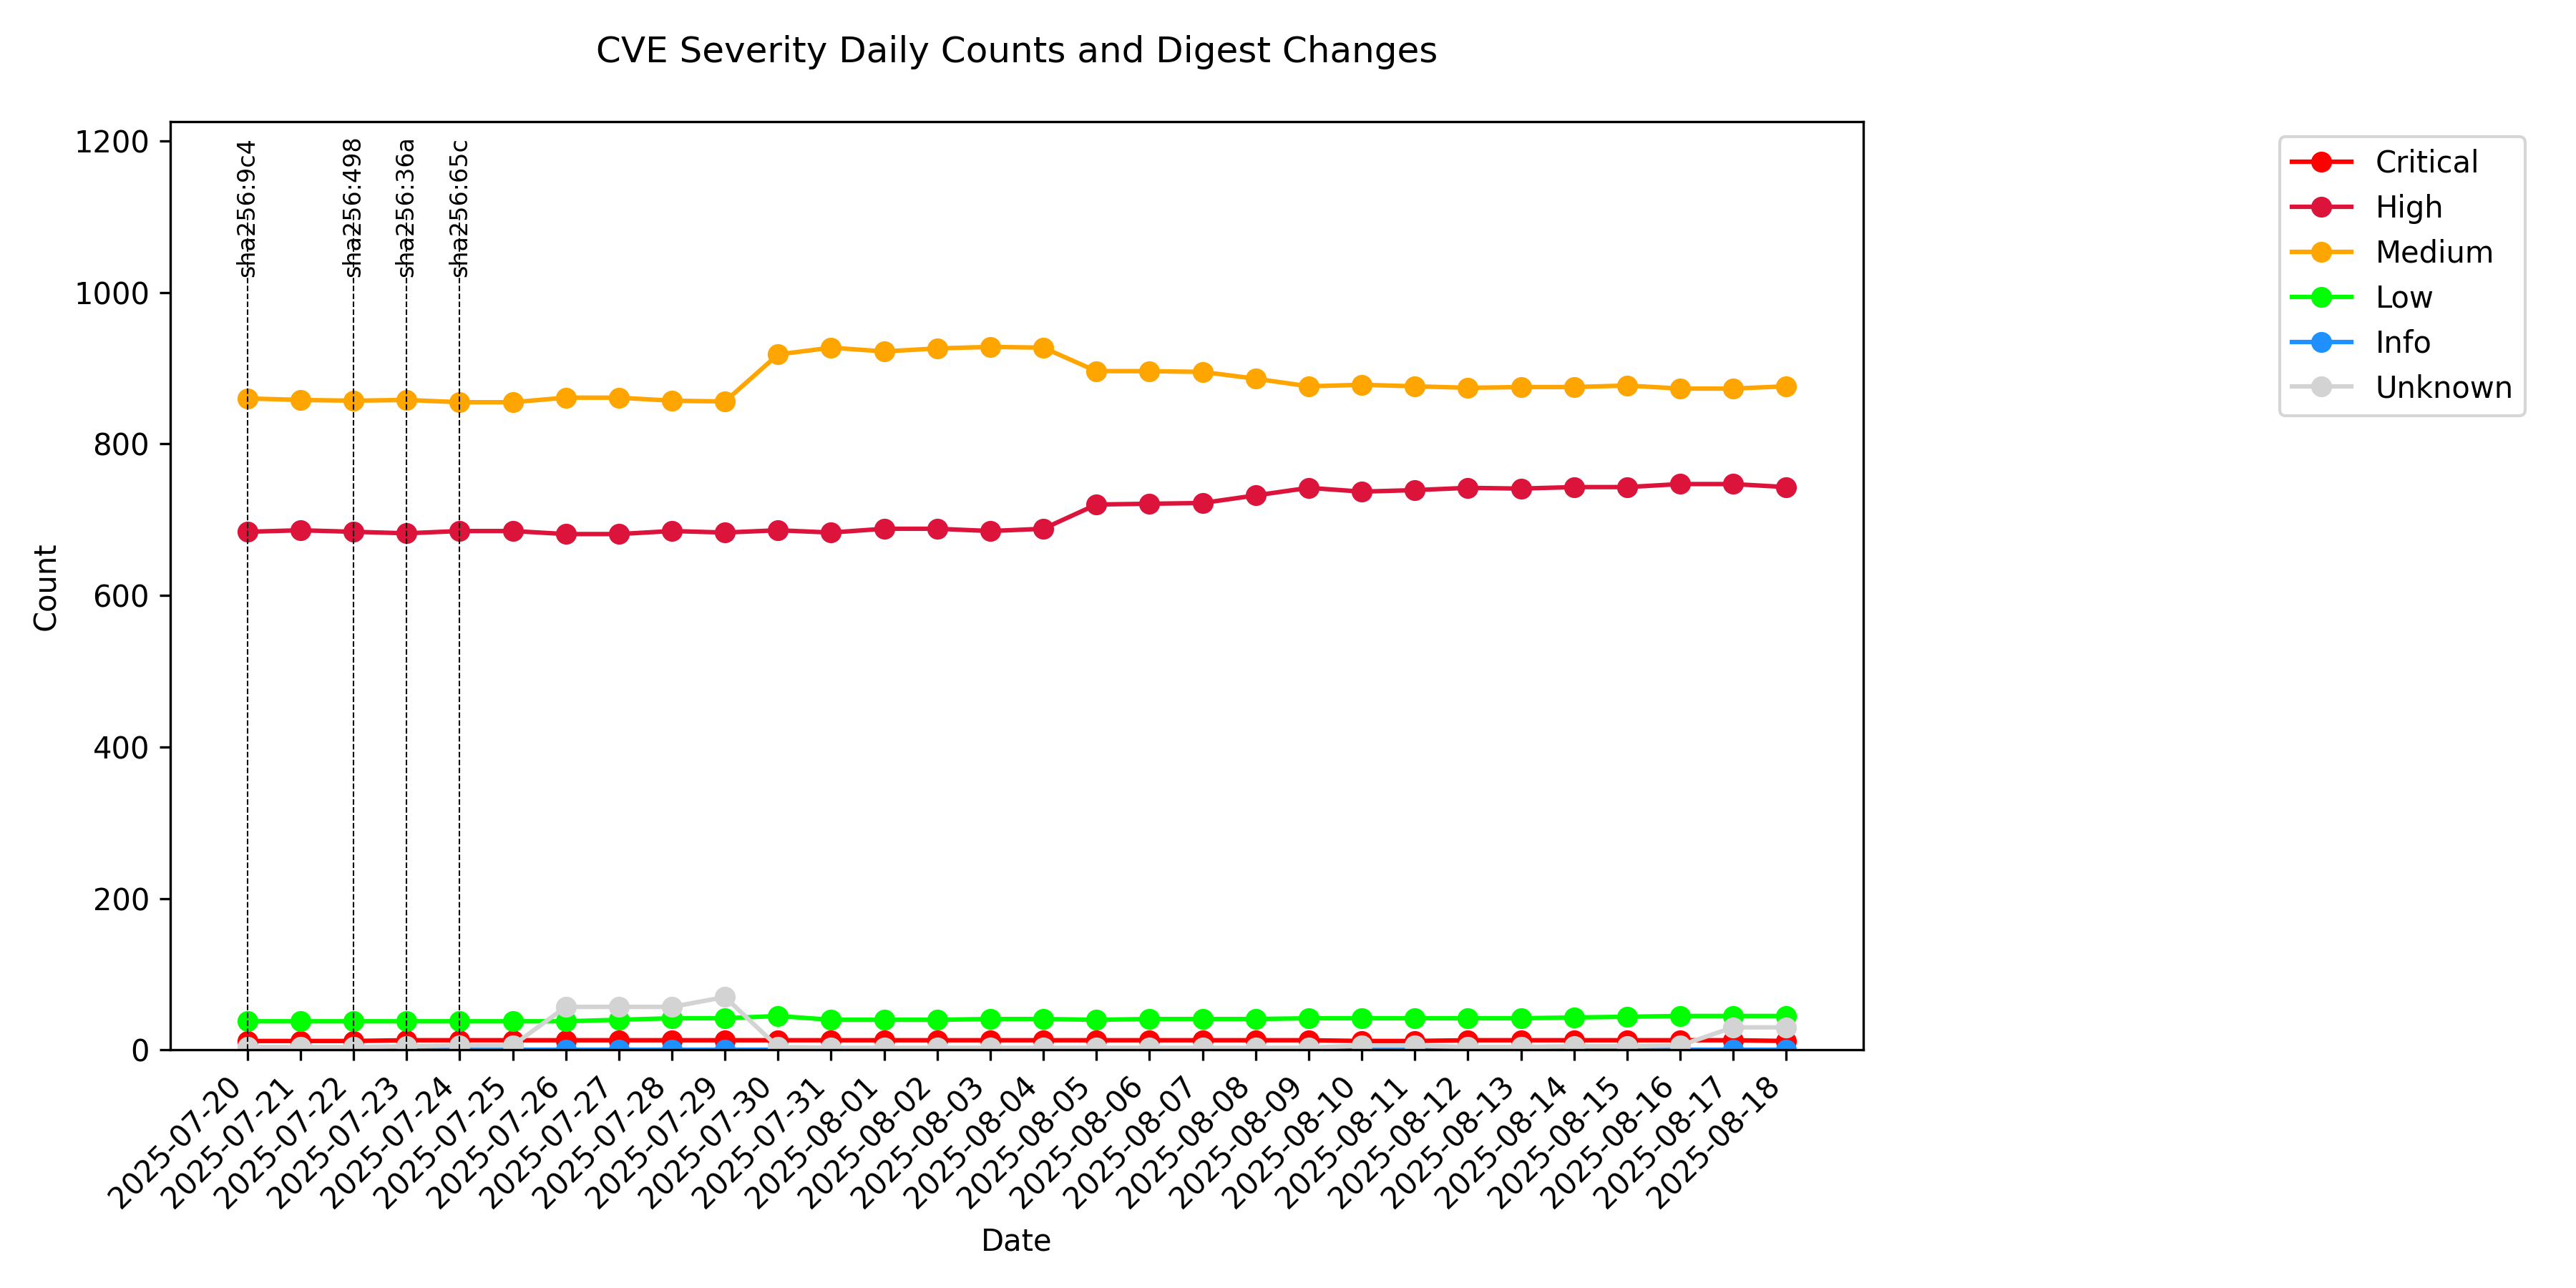 CVE Severity Daily Counts and Digest Changes
1200
1000
800
600
400
200
0
Count
sha256:9c4
sha256:498
sha256:36a
sha256:65c
Critical
High
Medium
Low
Info
Unknown
2025-07-20
2025-07-21
2025-07-22
2025-07-23
2025-07-24
2025-07-25
2025-07-26
2025-07-27
2025-07-28
2025-07-29
2025-07-30
2025-07-31
2025-08-01
2025-08-02
2025-08-03
2025-08-04
2025-08-05
2025-08-06
2025-08-07
2025-08-08
2025-08-09
2025-08-10
2025-08-11
2025-08-12
2025-08-13
2025-08-14
2025-08-15
2025-08-16
2025-08-17
2025-08-18
Date